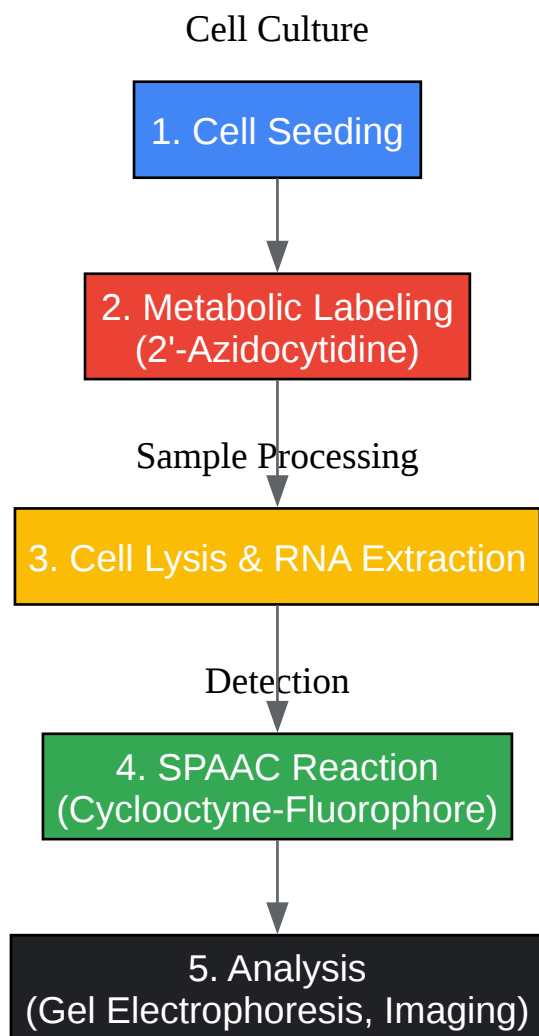 Cell Culture
1. Cell Seeding
2. Metabolic Labeling
(2'-Azidocytidine)
Sample Processing
3. Cell Lysis & RNA Extraction
Detection
4. SPAAC Reaction
(Cyclooctyne-Fluorophore)
5. Analysis
(Gel Electrophoresis, Imaging)